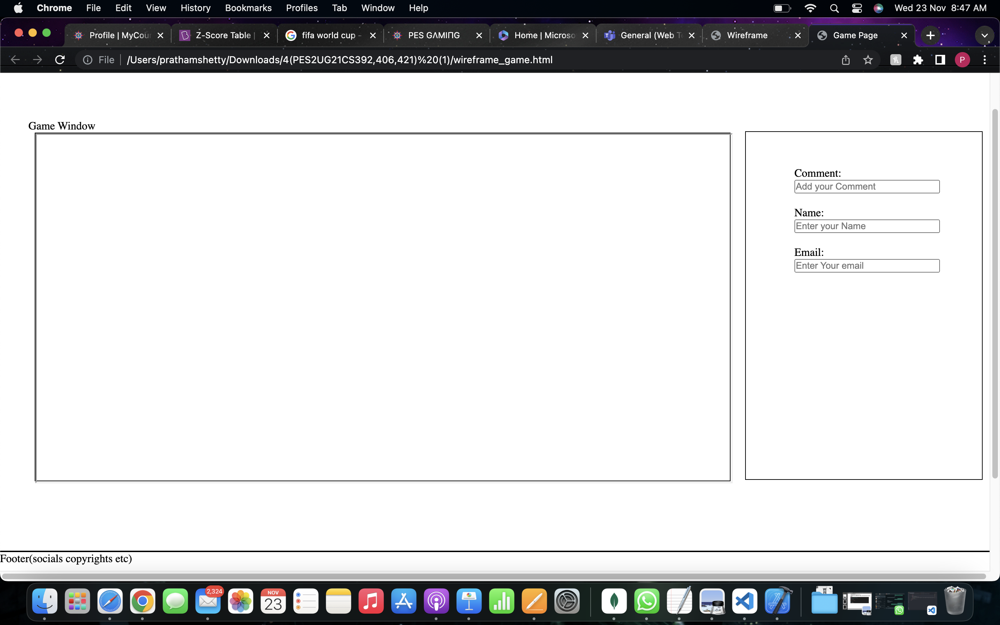 Chrome File Edit View History Bookmarks Profiles Tab Window Help Wed 23 Nov 8:47 AM
Profile | MyCour Z-Score Table | fifa world cup - PES GΛMIПG Home | Microso General (Web Te Wireframe Game Page
File /Users/prathamshetty/Downloads/4(PES2UG21CS392,406,421)%20(1)/wireframe_game.html P
Game Window
Comment:
Add your Comment
Name:
Enter your Name
Email:
Enter Your email
Footer(socials copyrights etc)
2,324
NOV
23